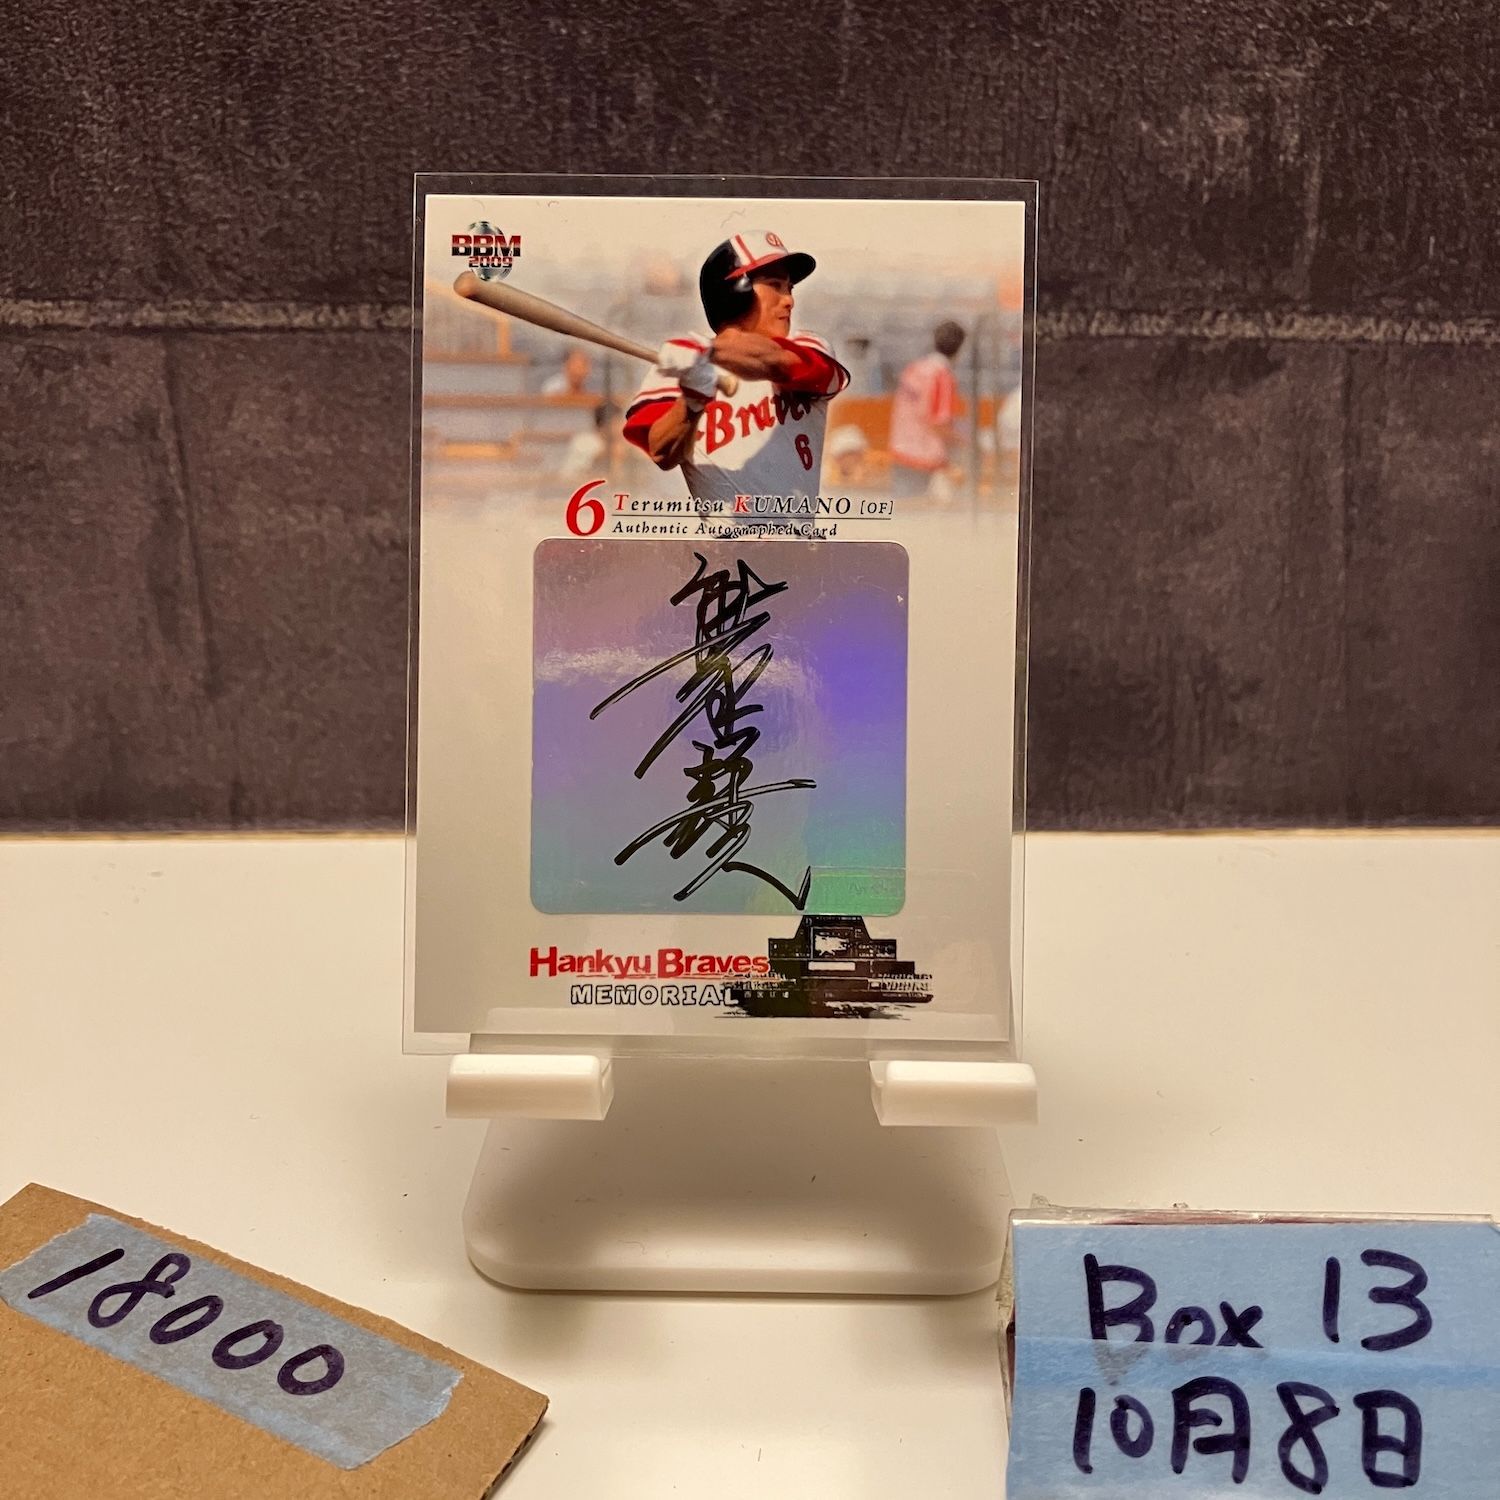 BBM
2009
Braves
6
6 Terumitsu KUMANO [OF]
Authentic Autographed Card
Hankyu Braves
MEMORIAL
18000
Box 13
10月8日